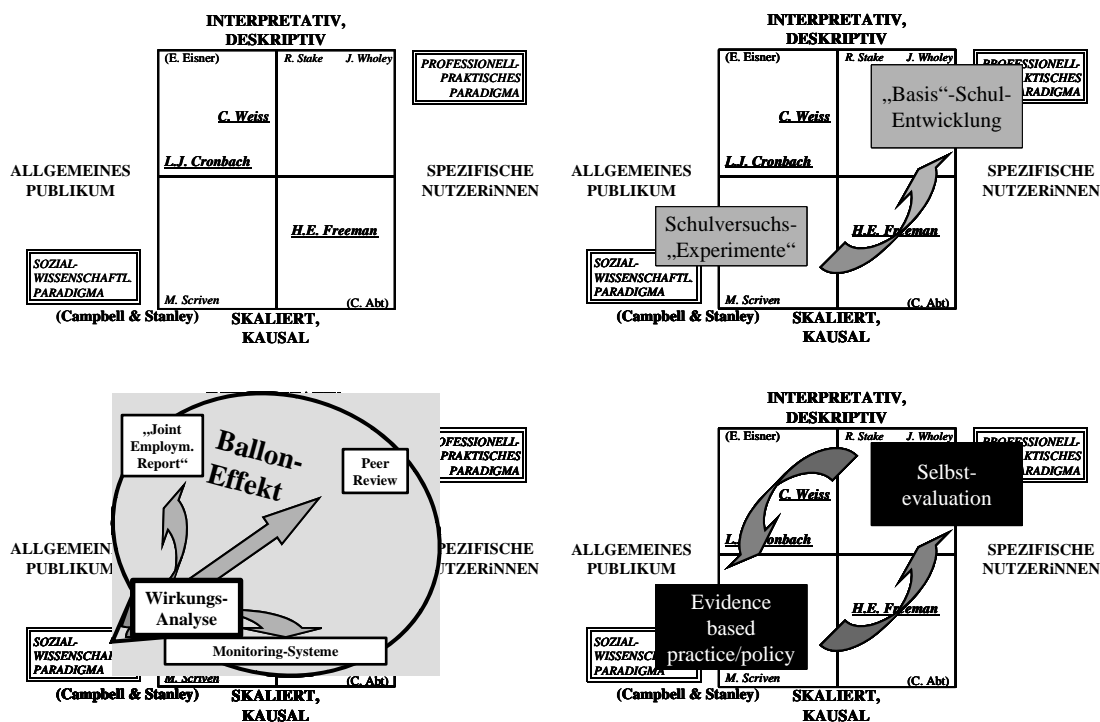 INTERPRETATIV,
DESKRIPTIV
(E. Eisner)
R. Stake J. Wholey
PROFESSIONELL-
PRAKTISCHES
PARADIGMA
C. Weiss
L.J. Cronbach
ALLGEMEINES
PUBLIKUM
SPEZIFISCHE
NUTZERiNNEN
H.E. Freeman
SOZIAL-
WISSENSCHAFTL.
PARADIGMA
M. Scriven
(C. Abt)
(Campbell & Stanley)
SKALIERT,
KAUSAL
INTERPRETATIV,
DESKRIPTIV
(E. Eisner)
R. Stake J. Wholey
„Basis“-Schul-
Entwicklung
C. Weiss
L.J. Cronbach
ALLGEMEINES
PUBLIKUM
SPEZIFISCHE
NUTZERiNNEN
Schulversuchs-
„Experimente“
H.E. Freeman
SOZIAL-
WISSENSCHAFTL.
PARADIGMA
M. Scriven
(C. Abt)
(Campbell & Stanley)
SKALIERT,
KAUSAL
„Joint
Employm.
Report“
Ballon-
Effekt
Peer
Review
PARADIGMA
PUBLIKUM
Wirkungs-
Analyse
Monitoring-Systeme
SOZIAL-
PARADIGMA
M. Scriven
(C. Abt)
(Campbell & Stanley)
SKALIERT,
KAUSAL
INTERPRETATIV,
DESKRIPTIV
(E. Eisner)
R. Stake J. Wholey
Selbst-
evaluation
C. Weiss
ALLGEMEINES
PUBLIKUM
SPEZIFISCHE
NUTZERiNNEN
Evidence
based
practice/policy
H.E. Freeman
SOZIAL-
M. Scriven
(C. Abt)
(Campbell & Stanley)
SKALIERT,
KAUSAL